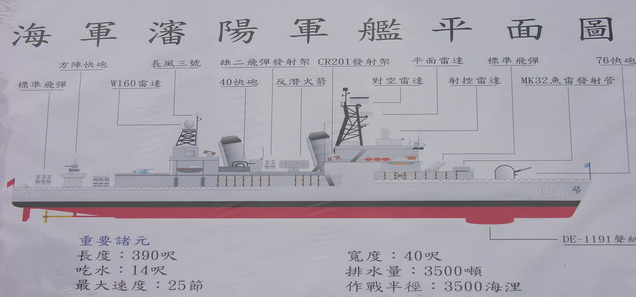 海軍瀋陽軍艦平面圖
方陣快砲 長風三號 雄二飛彈發射架 CR201發射架 平面雷達 標準飛彈 76快砲
標準飛彈 W160雷達 40快砲 反潛火箭 對空雷達 射控雷達 MK32魚雷發射管
DE-1191聲納
重要諸元
長度：390呎 寬度：40呎
吃水：14呎 排水量：3500噸
最大速度：25節 作戰半徑：3500海浬